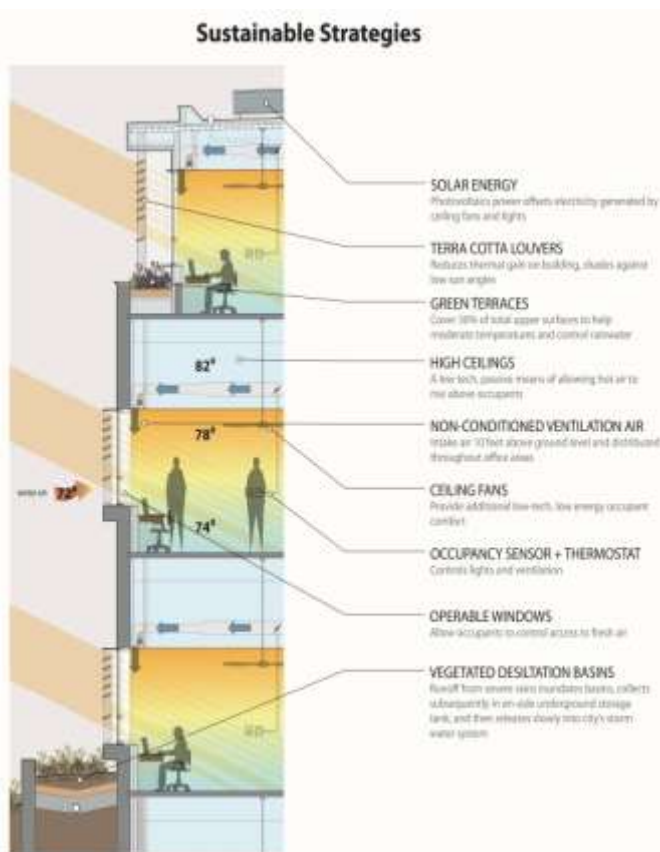 Sustainable Strategies
SOLAR ENERGY
Photovoltaics power offsets electricity generated by
ceiling fans and lights
TERRA COTTA LOUVERS
Reduces thermal gain on building, shades against
low sun angles
GREEN TERRACES
Cover 30% of total upper surfaces to help
moderate temperatures and control rainwater
82°
HIGH CEILINGS
A low tech, passive means of allowing hot air to
rise above occupants
78°
NON-CONDITIONED VENTILATION AIR
Intake air 10 feet above ground level and distributed
throughout office areas
72°
CEILING FANS
Provide additional low-tech, low energy occupant
comfort
74°
OCCUPANCY SENSOR + THERMOSTAT
Controls lights and ventilation
OPERABLE WINDOWS
Allow occupants to control access to fresh air
VEGETATED DESILTATION BASINS
Runoff from severe rains inundates basins, collects
subsequently in on-side underground storage
tank, and then releases slowly into city's storm
water system